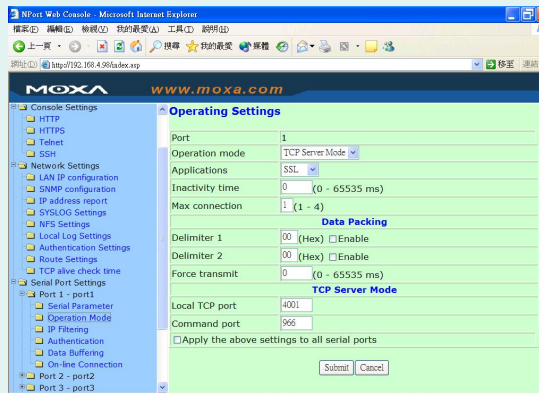 NPort Web Console - Microsoft Internet Explorer
檔案(F) 編輯(E) 檢視(V) 我的最愛(A) 工具(T) 說明(H)
上一頁 搜尋 我的最愛 媒體
網址(D) http://192.168.4.98/index.asp 移至 連結
MOXA www.moxa.com
Console Settings
HTTP
HTTPS
Telnet
SSH
Network Settings
LAN IP configuration
SNMP configuration
IP address report
SYSLOG Settings
NFS Settings
Local Log Settings
Authentication Settings
Route Settings
TCP alive check time
Serial Port Settings
Port 1 - port1
Serial Parameter
Operation Mode
IP Filtering
Authentication
Data Buffering
On-line Connection
Port 2 - port2
Port 3 - port3
Operating Settings
Port 1
Operation mode TCP Server Mode
Applications SSL
Inactivity time 0 (0 - 65535 ms)
Max connection 1 (1 - 4)
Data Packing
Delimiter 1 00 (Hex) Enable
Delimiter 2 00 (Hex) Enable
Force transmit 0 (0 - 65535 ms)
TCP Server Mode
Local TCP port 4001
Command port 966
Apply the above settings to all serial ports
Submit Cancel